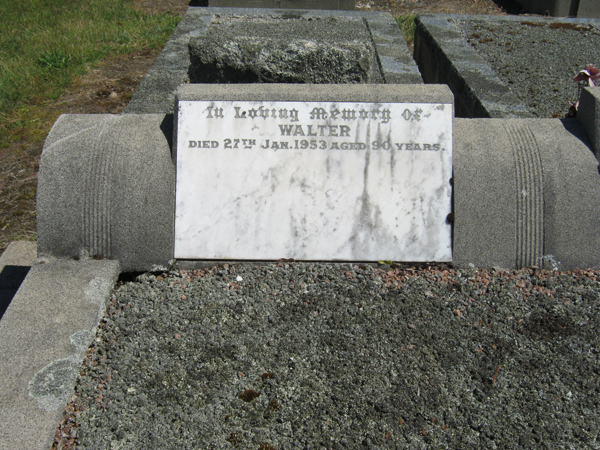 In Loving Memory of
WALTER
DIED 27TH JAN. 1953 AGED 90 YEARS.